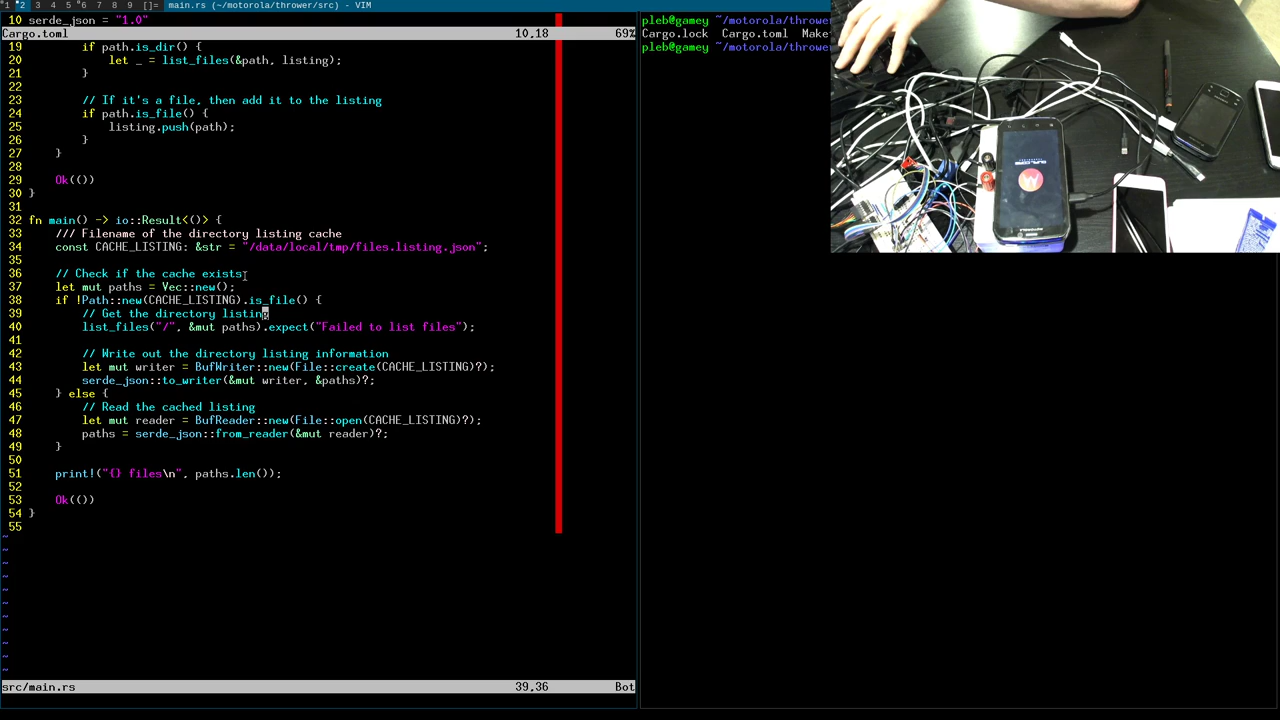 1 2 3 4 5 6 7 8 9 []= main.rs (~/motorola/thrower/src) - VIM
10 serde_json = "1.0"
Cargo.toml 10,18 69%
19 if path.is_dir() {
20 let _ = list_files(&path, listing);
21 }
22
23 // If it's a file, then add it to the listing
24 if path.is_file() {
25 listing.push(path);
26 }
27 }
28
29 Ok(())
30 }
31
32 fn main() -> io::Result<()> {
33 /// Filename of the directory listing cache
34 const CACHE_LISTING: &str = "/data/local/tmp/files.listing.json";
35
36 // Check if the cache exists
37 let mut paths = Vec::new();
38 if !Path::new(CACHE_LISTING).is_file() {
39 // Get the directory listing
40 list_files("/", &mut paths).expect("Failed to list files");
41
42 // Write out the directory listing information
43 let mut writer = BufWriter::new(File::create(CACHE_LISTING)?);
44 serde_json::to_writer(&mut writer, &paths)?;
45 } else {
46 // Read the cached listing
47 let mut reader = BufReader::new(File::open(CACHE_LISTING)?);
48 paths = serde_json::from_reader(&mut reader)?;
49 }
50
51 print!("{} files\n", paths.len());
52
53 Ok(())
54 }
55
~
~
~
~
~
~
~
~
~
~
~
src/main.rs 39,36 Bot
pleb@gamey ~/motorola/thrower
Cargo.lock Cargo.toml Make
pleb@gamey ~/motorola/thrower